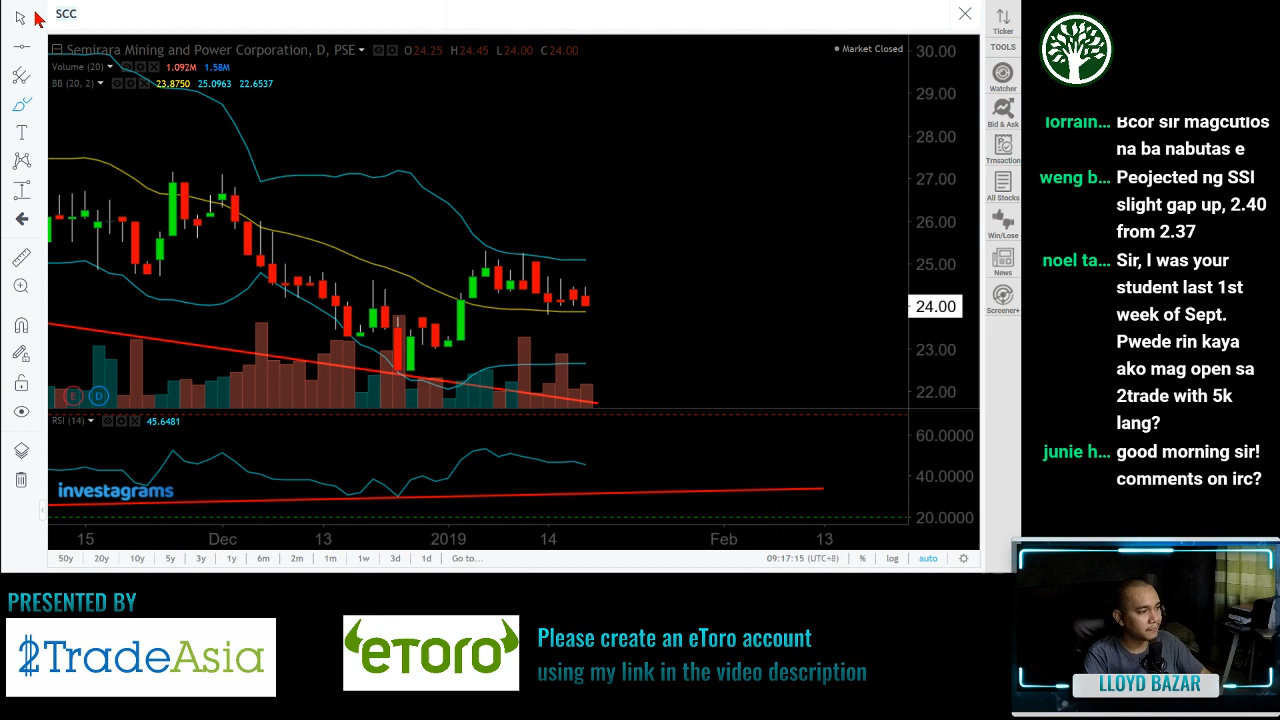 SCC
Semirara Mining and Power Corporation, D, PSE O24.25 H24.45 L24.00 C24.00
Market Closed
Volume (20) 1.092M 1.58M
BB (20, 2) 23.8750 25.0963 22.6537
30.00
29.00
28.00
27.00
26.00
25.00
24.00
23.00
22.00
E D
RSI (14) 45.6481
60.0000
40.0000
20.0000
investagrams
15 Dec 13 2019 14 Feb 13
50y 20y 10y 5y 3y 1y 6m 2m 1m 1w 3d 1d Go to... 09:17:15 (UTC+8) % log auto
Ticker
TOOLS
Watcher
Bid & Ask
Trnsaction
All Stocks
Win/Lose
News
Screener+
lorrain... Bcor sir magcutlos
na ba nabutas e
weng b... Peojected ng SSI
slight gap up, 2.40
from 2.37
noel ta... Sir, I was your
student last 1st
week of Sept.
Pwede rin kaya
ako mag open sa
2trade with 5k
lang?
junie h... good morning sir!
comments on irc?
PRESENTED BY
2TradeAsia
eToro
Please create an eToro account
using my link in the video description
LLOYD BAZAR